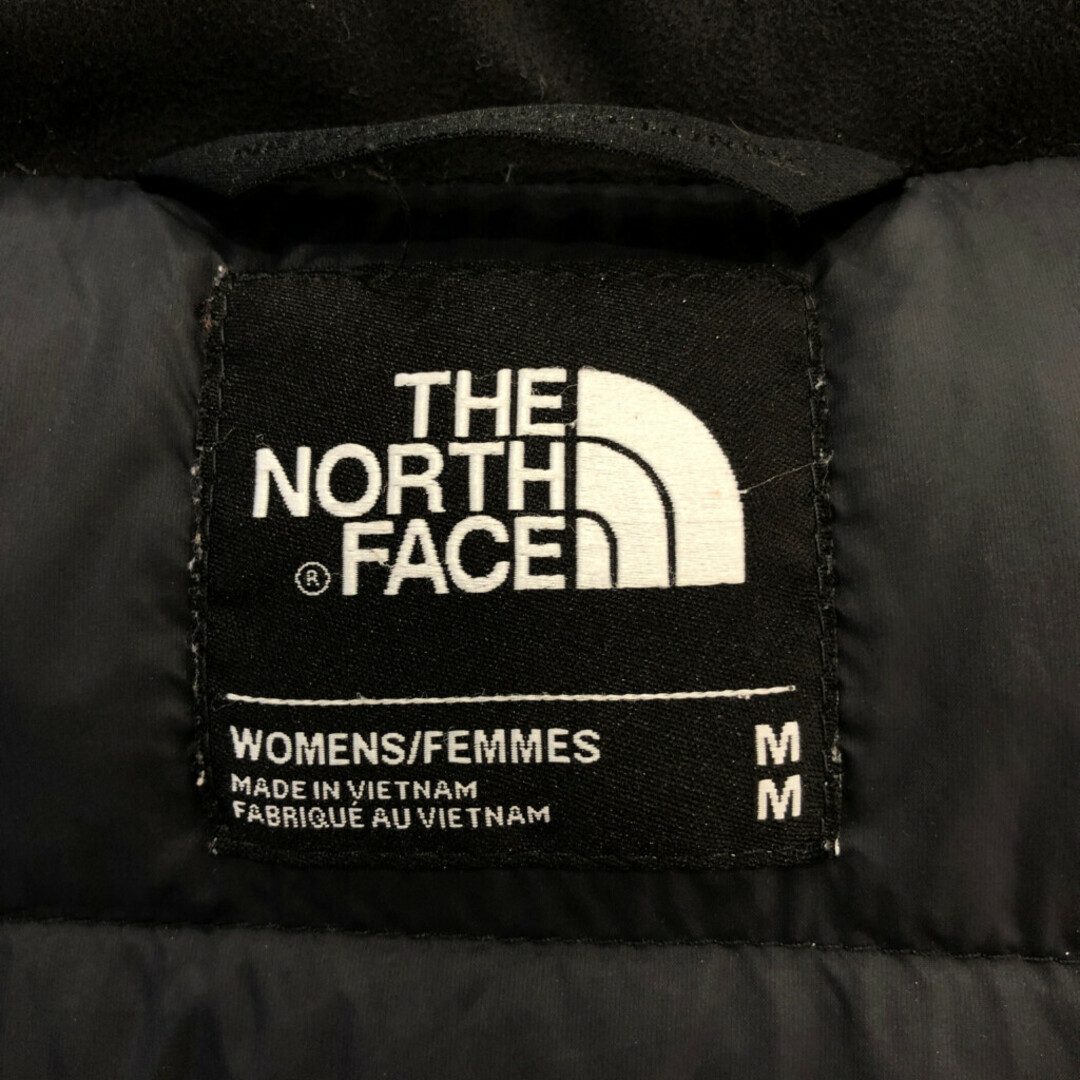 THE
NORTH
® FACE
WOMENS/FEMMES M
MADE IN VIETNAM M
FABRIQUÉ AU VIETNAM